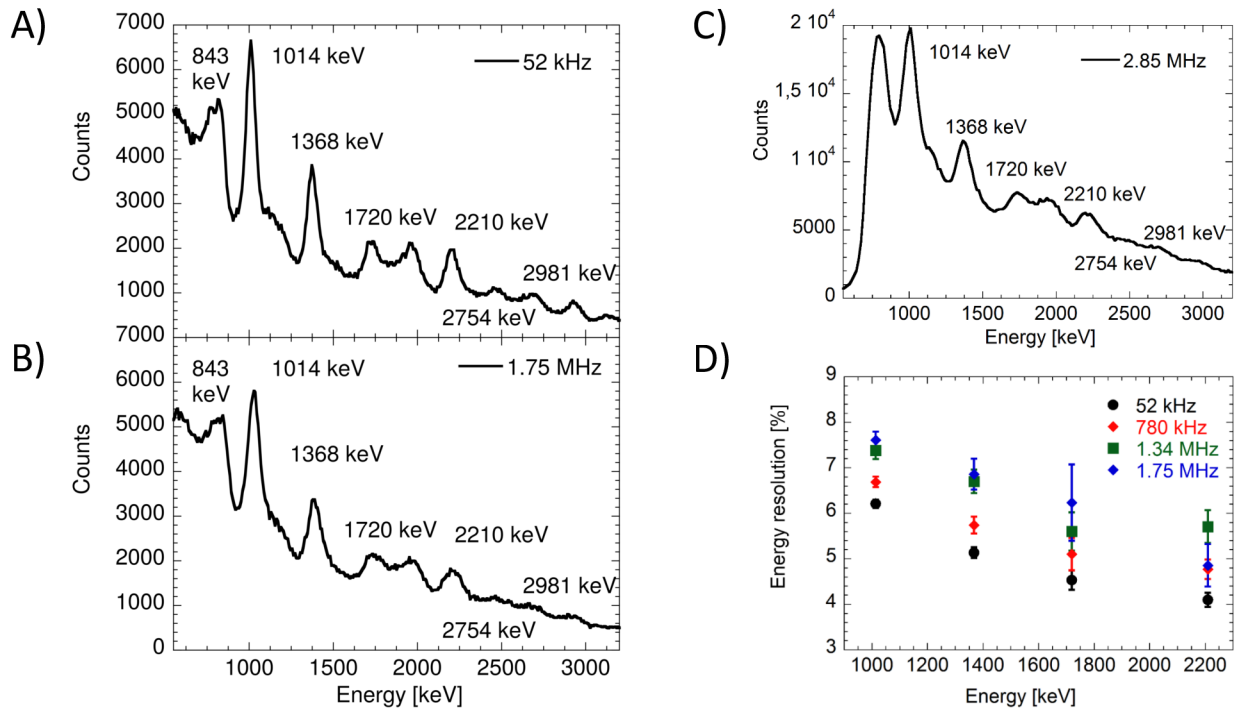 A)
7000
6000
5000
4000
3000
2000
1000
7000
Counts
843
keV
1014 keV
52 kHz
1368 keV
1720 keV
2210 keV
2981 keV
2754 keV
B)
6000
5000
4000
3000
2000
1000
0
Counts
843
keV
1014 keV
1.75 MHz
1368 keV
1720 keV
2210 keV
2981 keV
2754 keV
1000 1500 2000 2500 3000
Energy [keV]
C)
2 10⁴
1,5 10⁴
1 10⁴
5000
0
Counts
1014 keV
2.85 MHz
1368 keV
1720 keV
2210 keV
2981 keV
2754 keV
1000 1500 2000 2500 3000
Energy [keV]
D)
9
8
7
6
5
4
3
Energy resolution [%]
52 kHz
780 kHz
1.34 MHz
1.75 MHz
1000 1200 1400 1600 1800 2000 2200
Energy [keV]